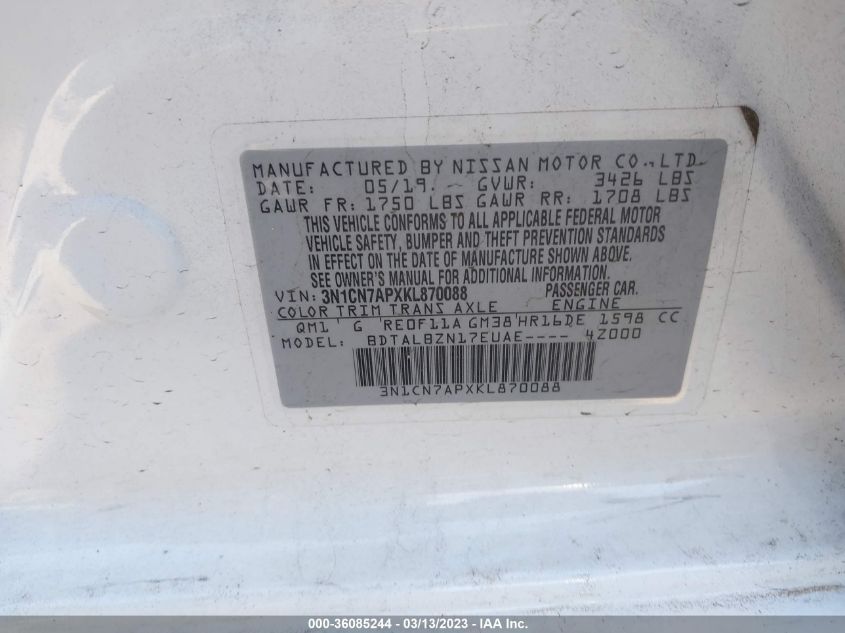 MANUFACTURED BY NISSAN MOTOR CO., LTD.
DATE: 05/19. GVWR: 3426 LBS
GAWR FR: 1750 LBS GAWR RR: 1708 LBS
THIS VEHICLE CONFORMS TO ALL APPLICABLE FEDERAL MOTOR
VEHICLE SAFETY, BUMPER AND THEFT PREVENTION STANDARDS
IN EFFECT ON THE DATE OF MANUFACTURE SHOWN ABOVE.
SEE OWNER'S MANUAL FOR ADDITIONAL INFORMATION.
VIN: 3N1CN7APXKL870088 PASSENGER CAR.
COLOR TRIM TRANS AXLE ENGINE
QM1 G RE0F11A GM38 HR16DE 1598 CC
MODEL: BDTALBZN17EUAE---- 4Z000
3N1CN7APXKL870088
000-36085244 / 03/13/2023 - © IAA Inc.